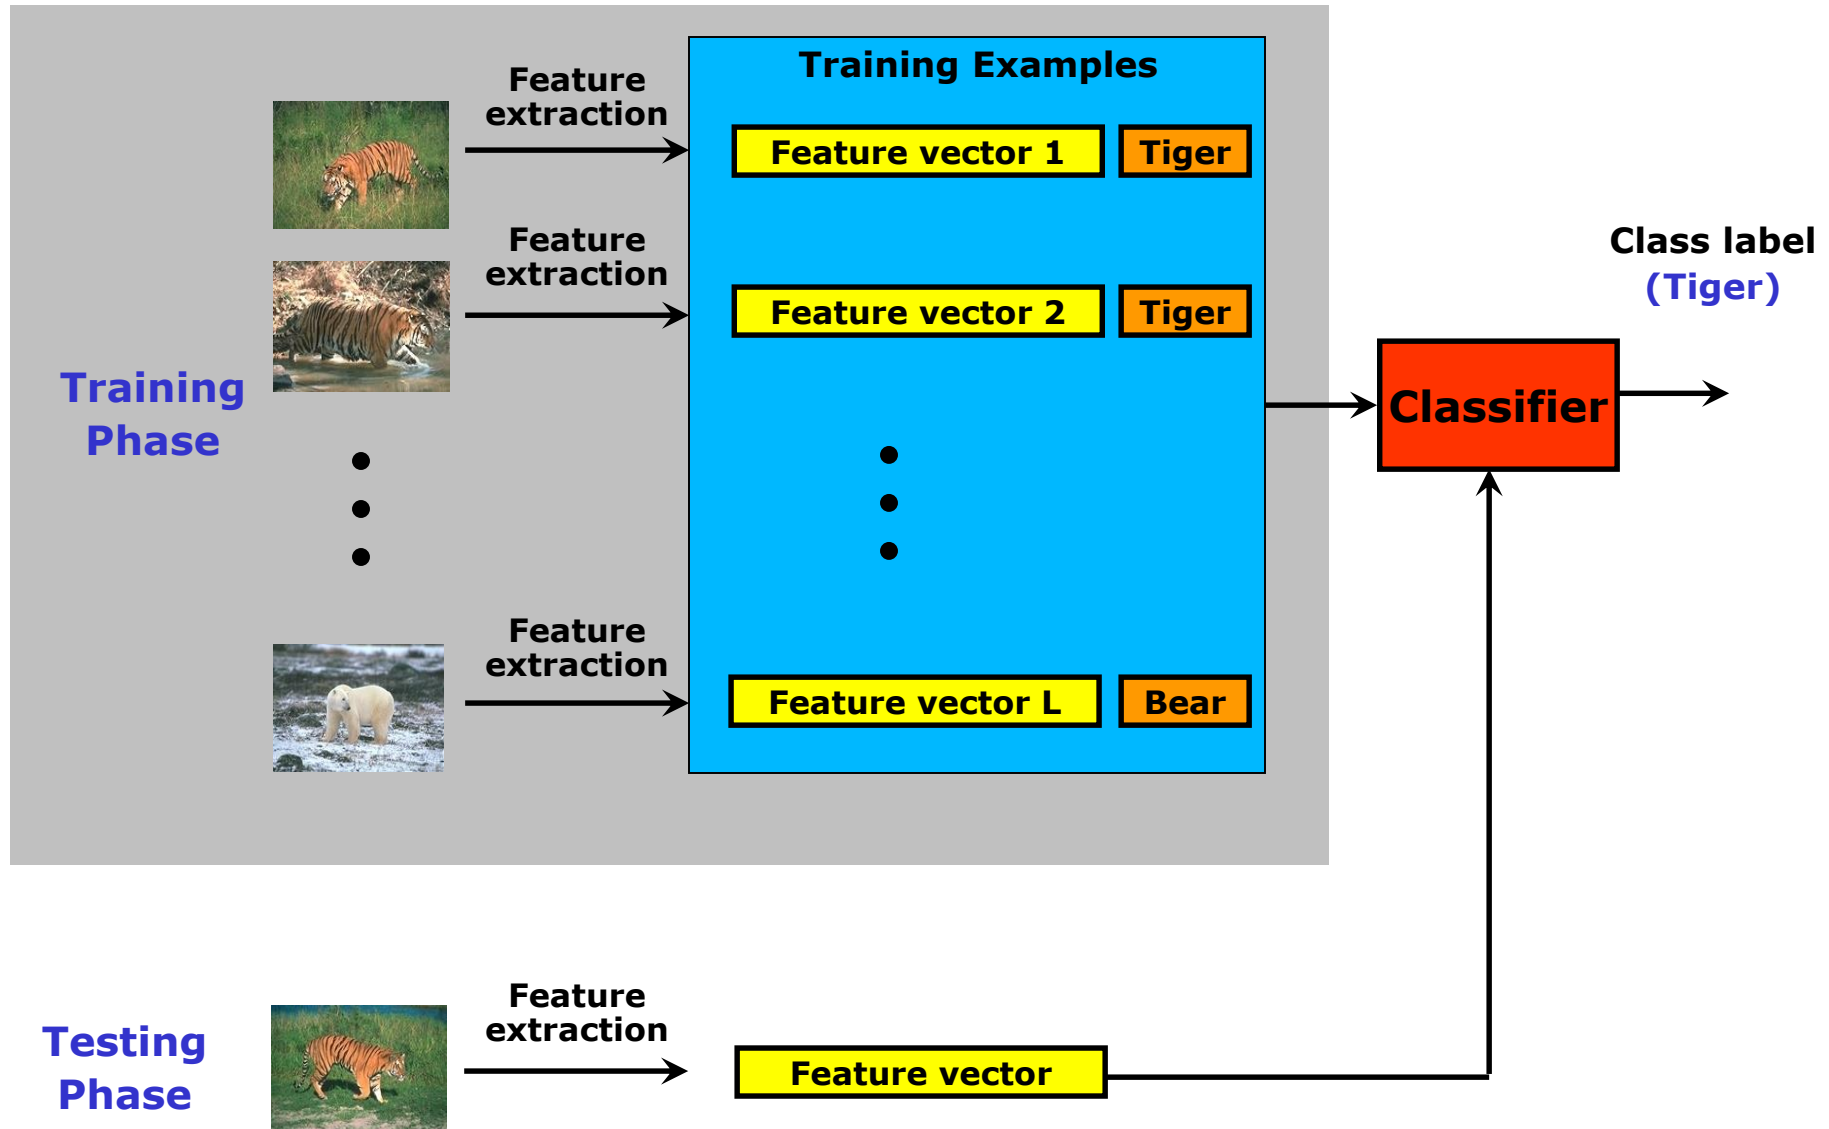 Training Examples
Feature
extraction
Feature vector 1
Tiger
Feature
extraction
Feature vector 2
Tiger
Class label
(Tiger)
Training
Phase
Classifier
Feature
extraction
Feature vector L
Bear
Testing
Phase
Feature
extraction
Feature vector